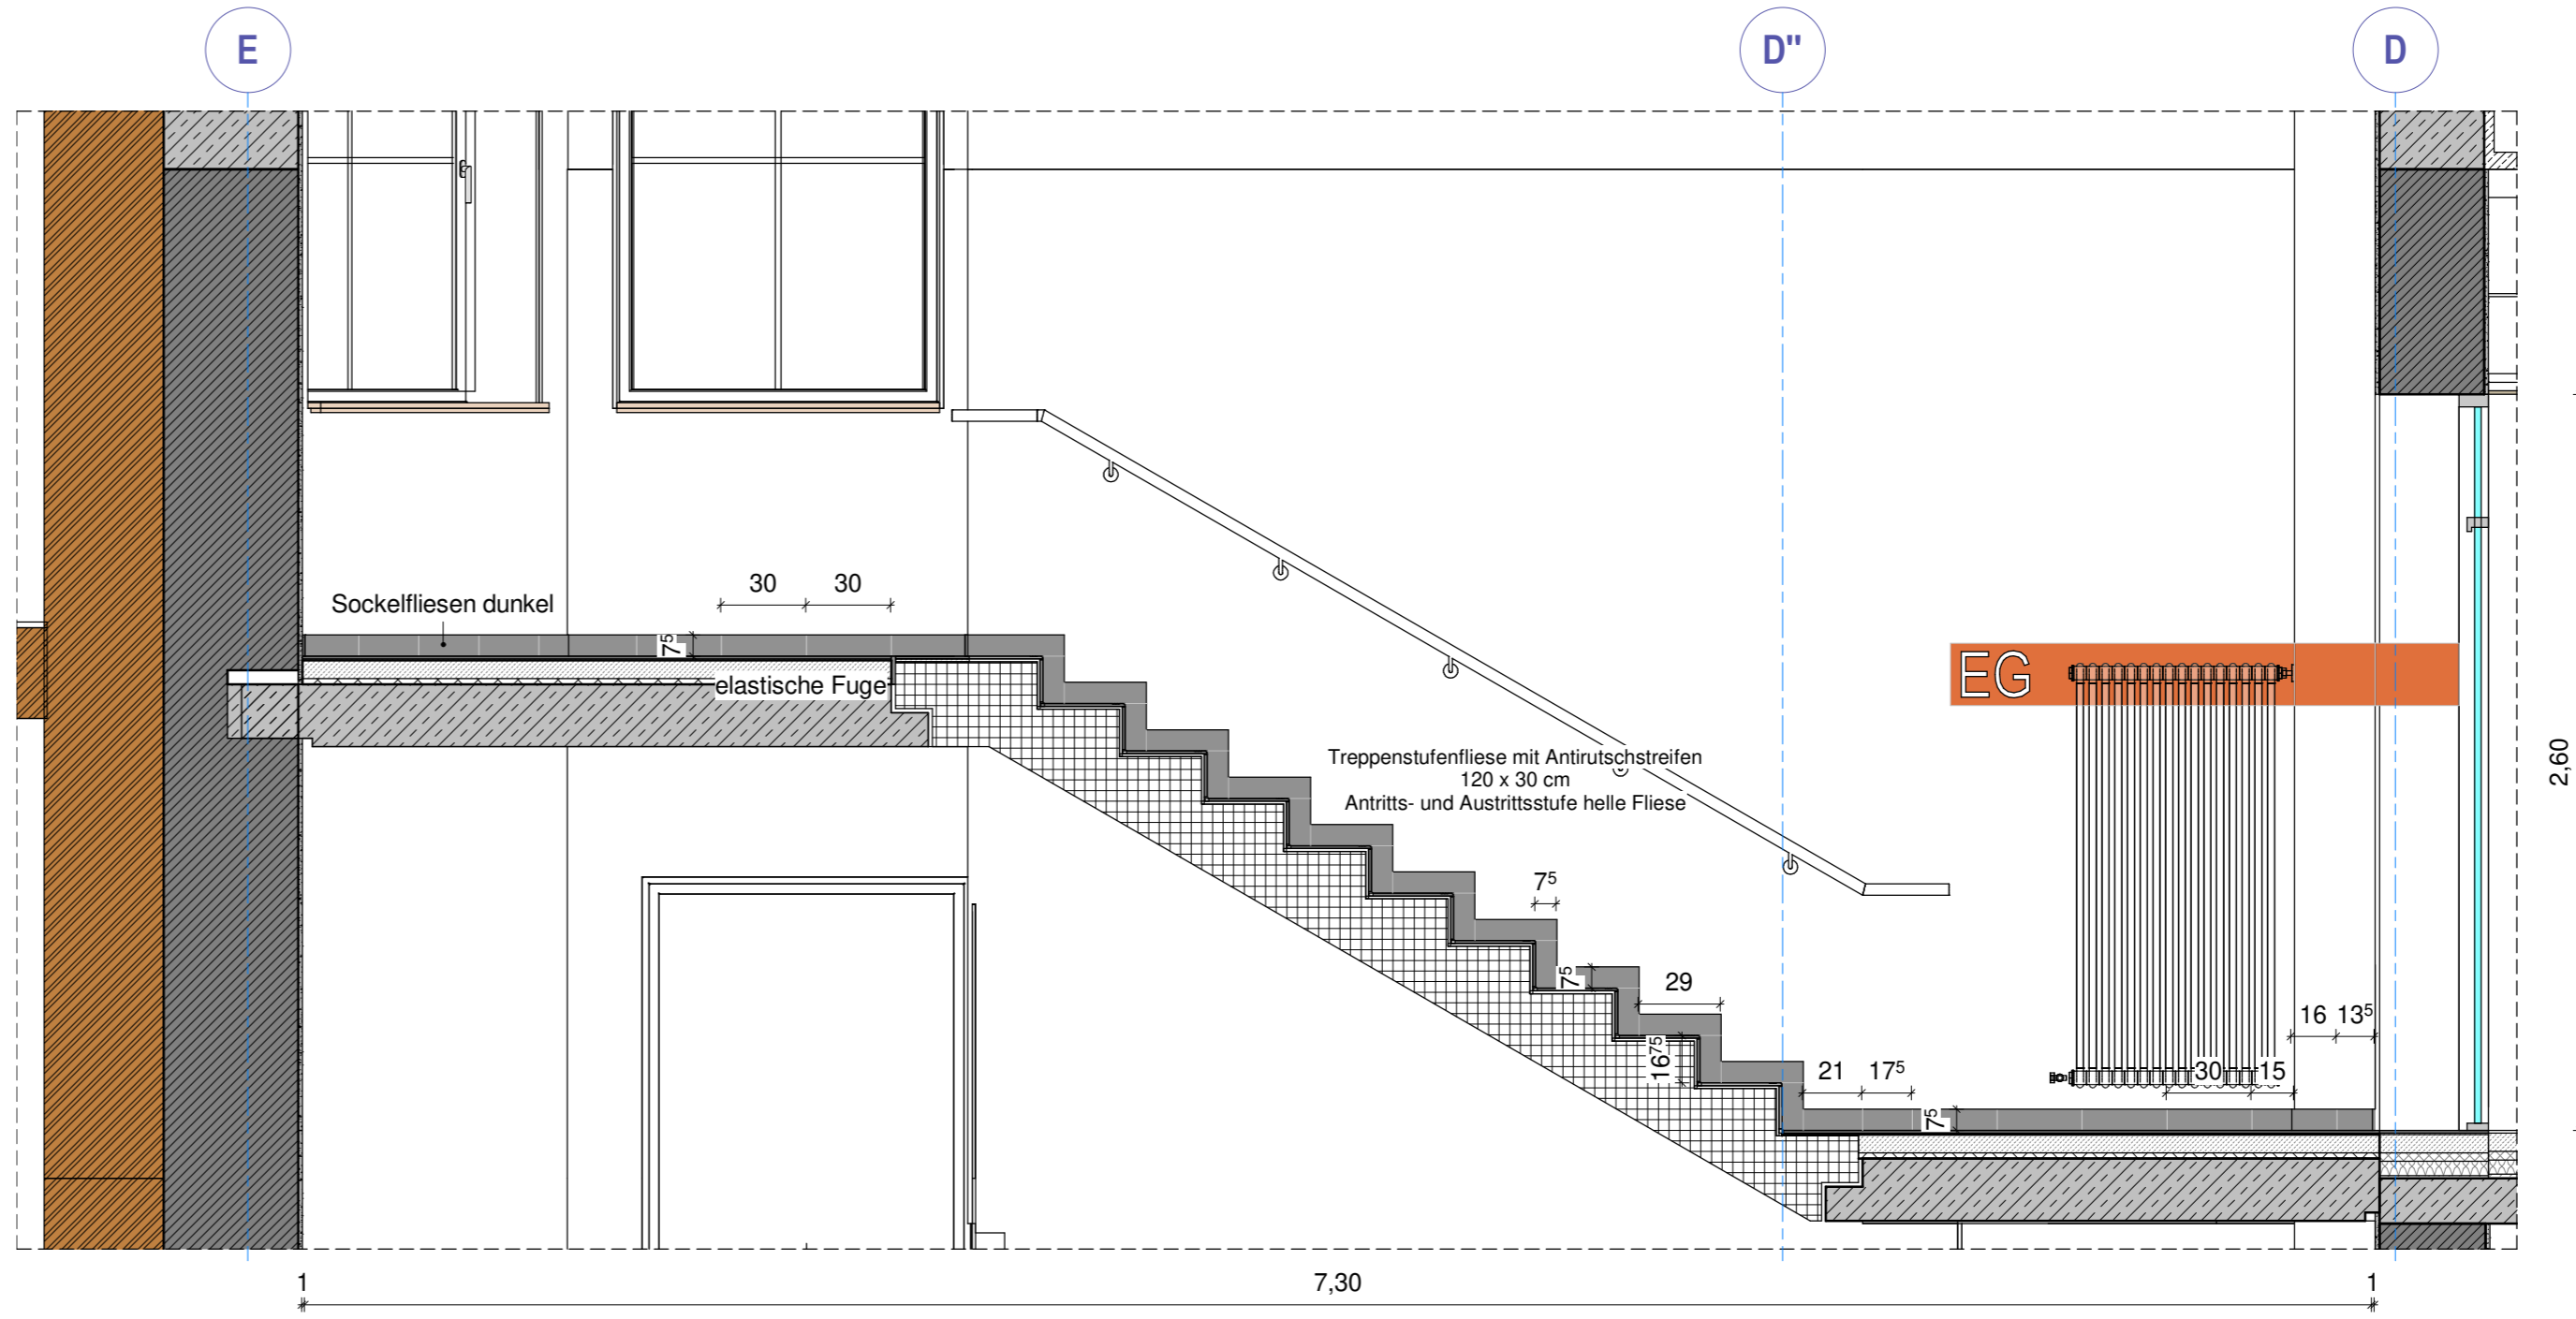 E
D"
D
30
30
Sockelfliesen dunkel
7⁵
elastische Fuge
EG
Treppenstufenfliese mit Antirutschstreifen
120 x 30 cm
Antritts- und Austrittsstufe helle Fliese
2,60
7⁵
7⁵
29
16⁷⁵
21
17⁵
7⁵
16
13⁵
30
15
1
7,30
1